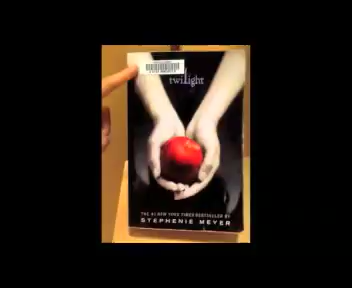 twilight
THE #1 NEW YORK TIMES BESTSELLER BY
STEPHENIE MEYER